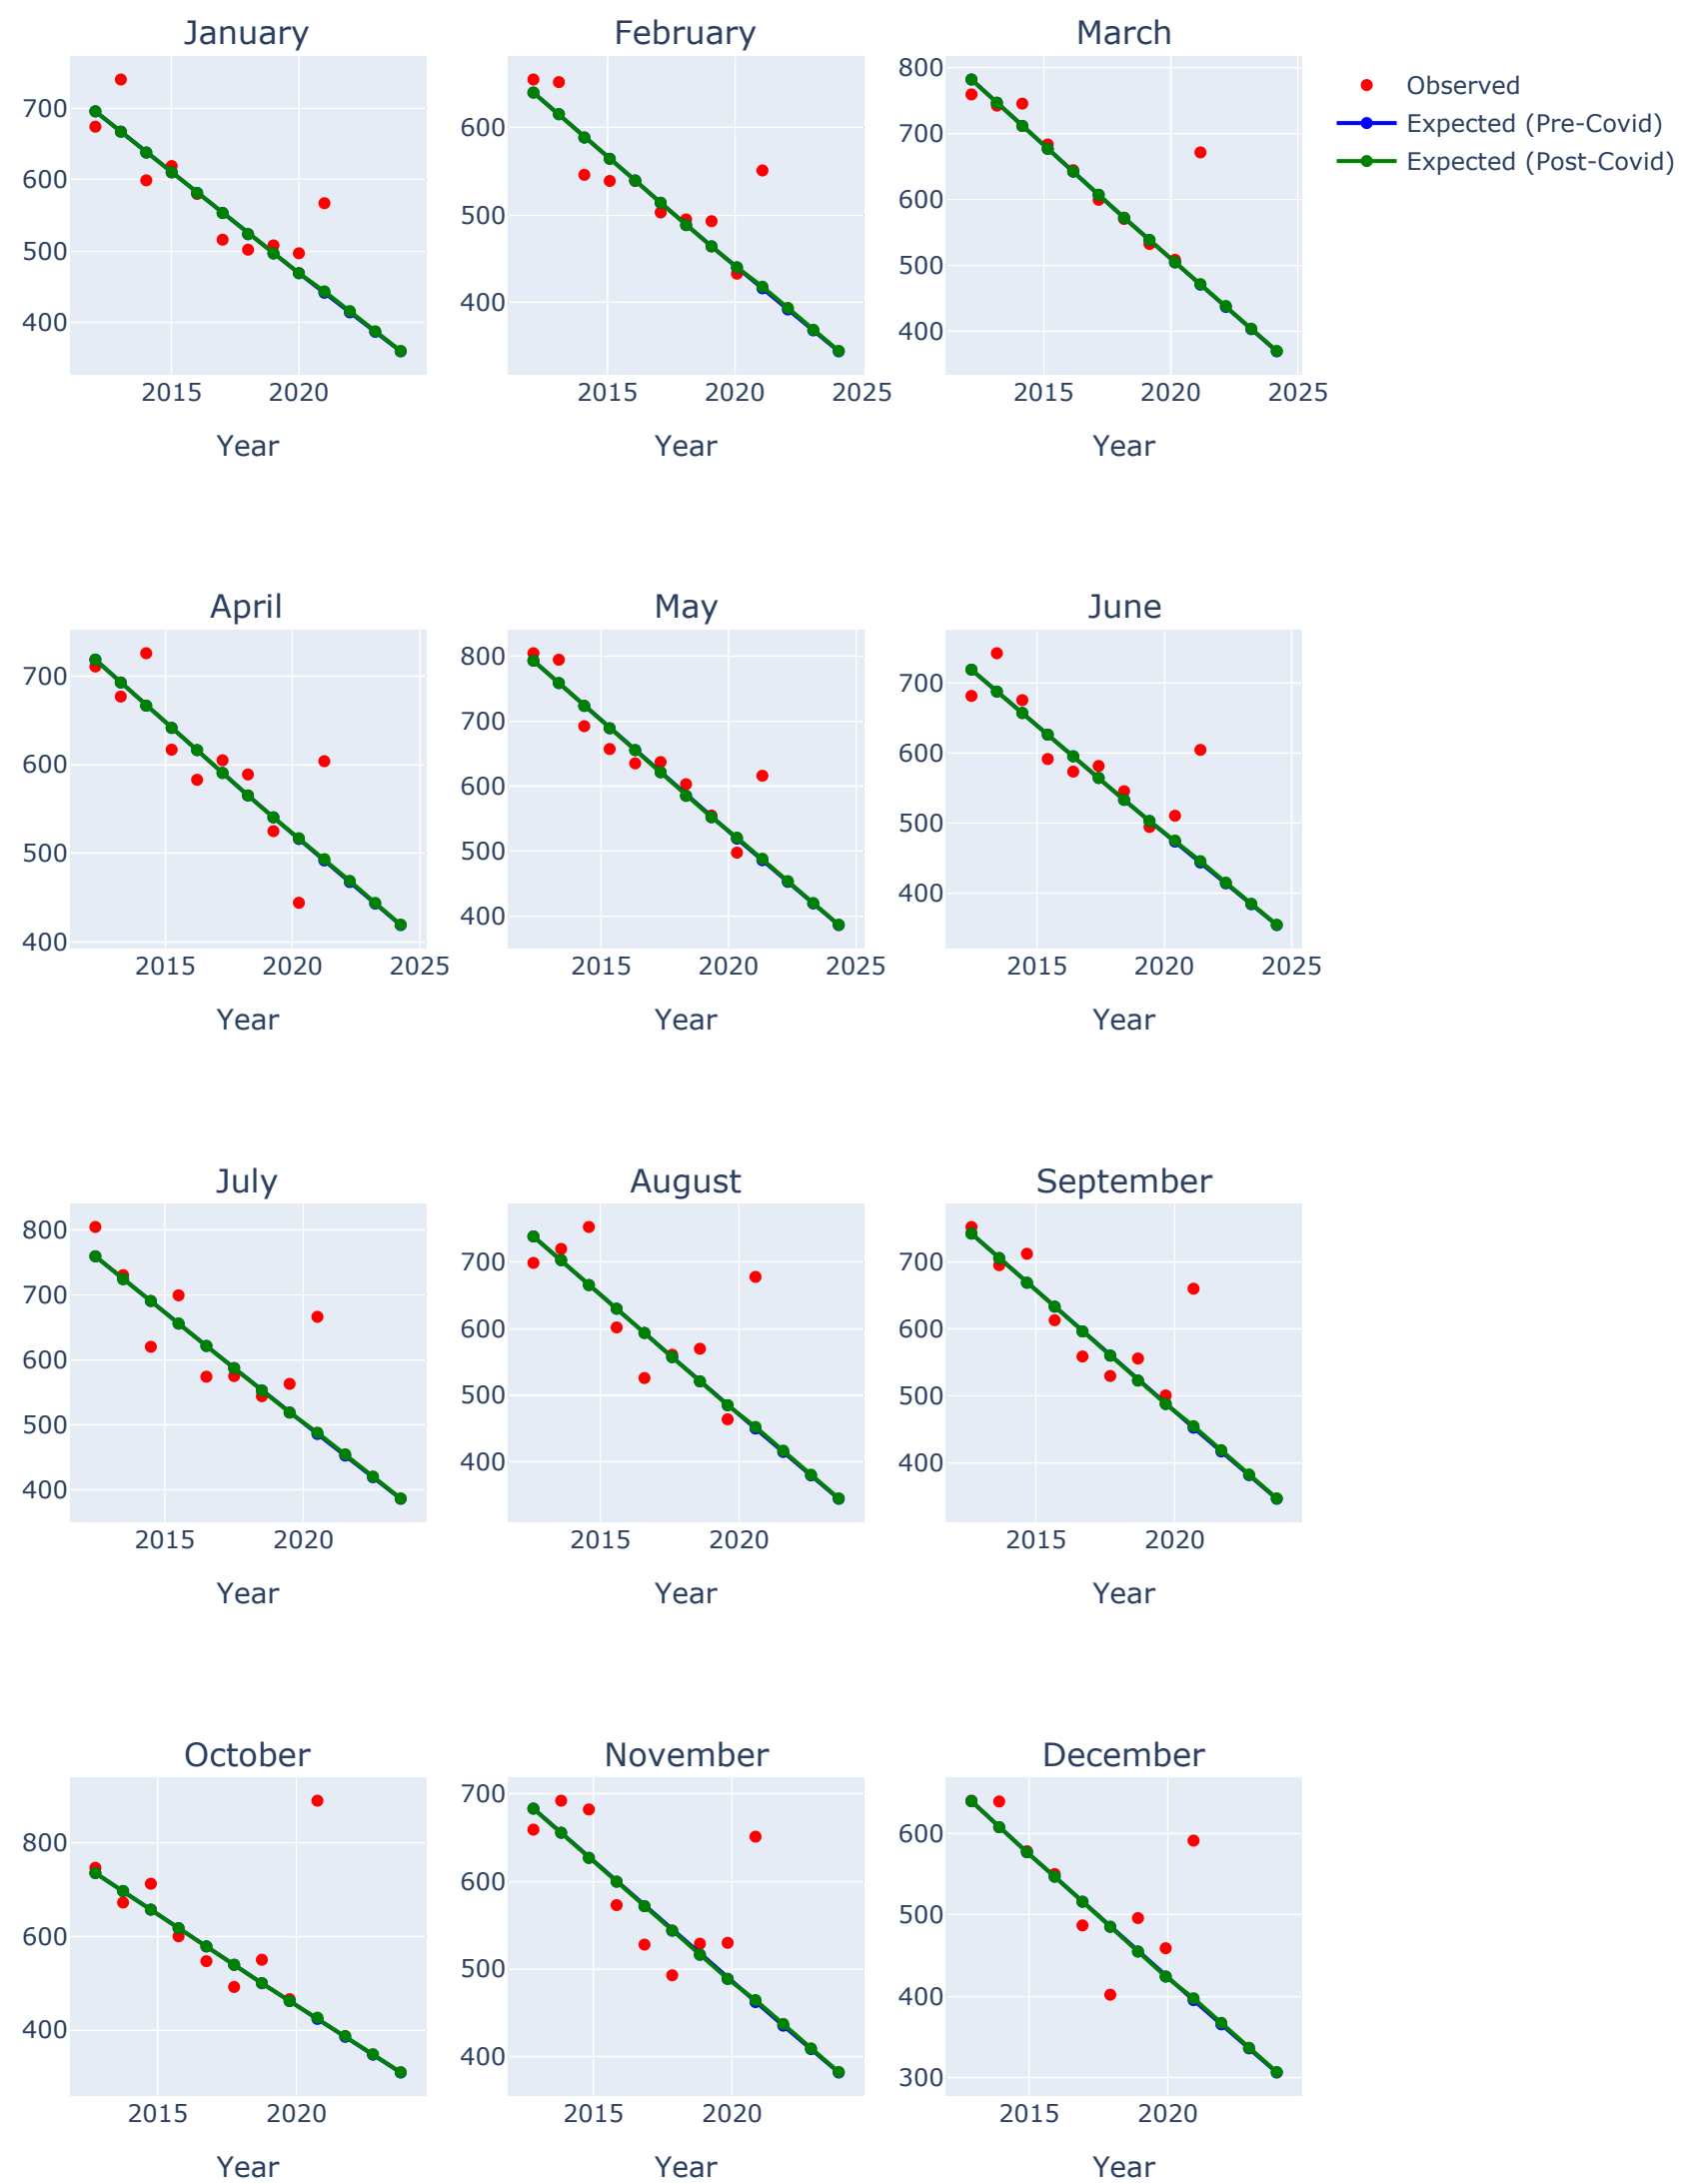 January
February
March
700
600
500
400
2015
2020
Year
600
500
400
2015
2020
2025
Year
800
700
600
500
400
2015
2020
2025
Year
Observed
Expected (Pre-Covid)
Expected (Post-Covid)
April
May
June
700
600
500
400
2015
2020
2025
Year
800
700
600
500
400
2015
2020
2025
Year
700
600
500
400
2015
2020
2025
Year
July
August
September
800
700
600
500
400
2015
2020
Year
700
600
500
400
2015
2020
Year
700
600
500
400
2015
2020
Year
October
November
December
800
600
400
2015
2020
Year
700
600
500
400
2015
2020
Year
600
500
400
300
2015
2020
Year